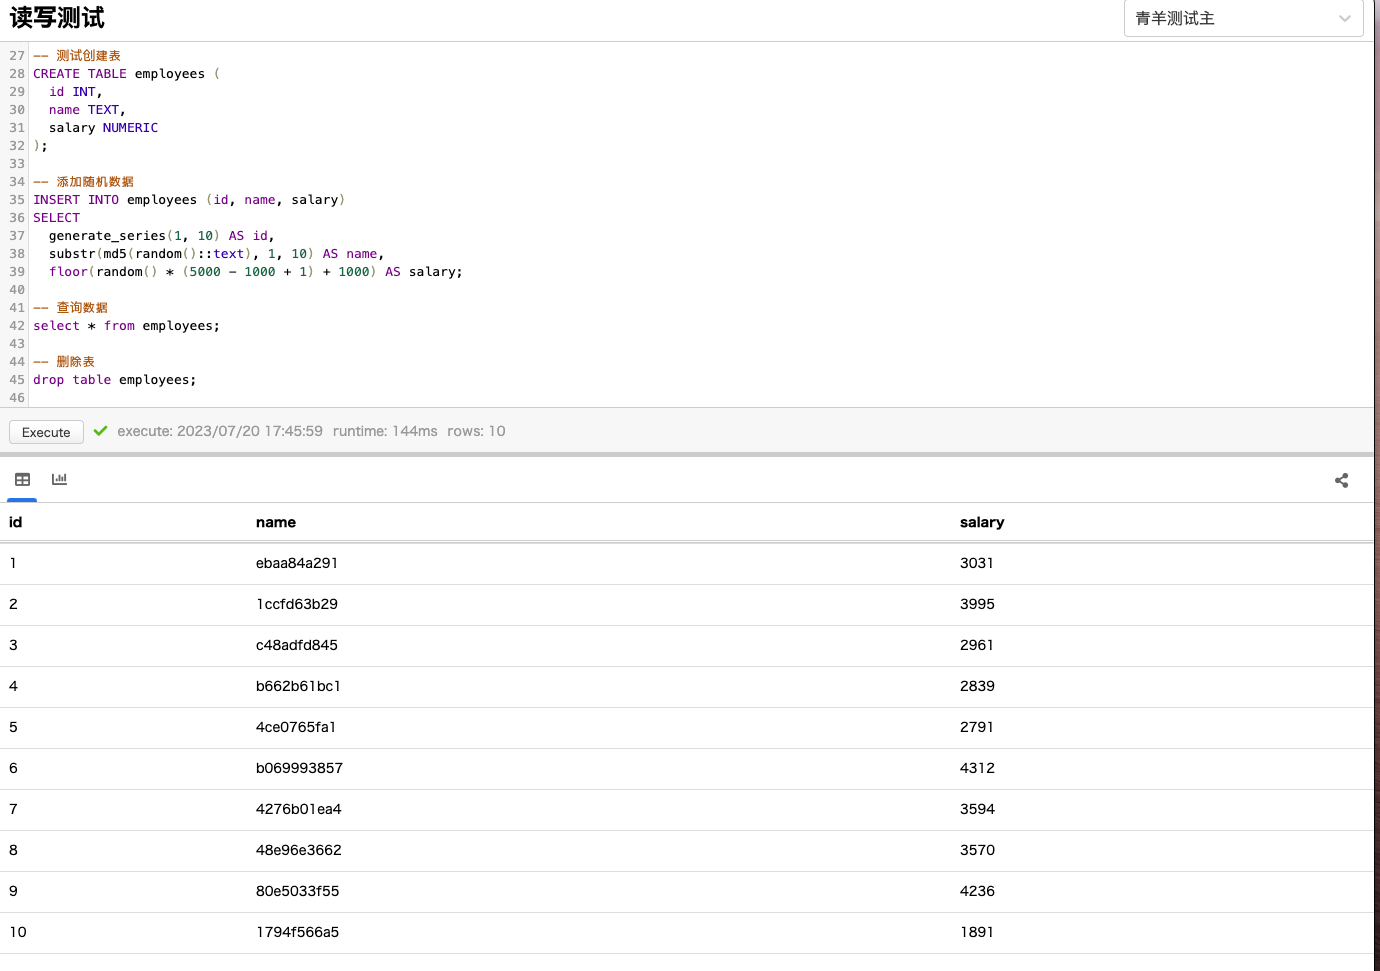 读写测试
青羊测试主
27 -- 测试创建表
28 CREATE TABLE employees (
29   id INT,
30   name TEXT,
31   salary NUMERIC
32 );
33
34 -- 添加随机数据
35 INSERT INTO employees (id, name, salary)
36 SELECT
37   generate_series(1, 10) AS id,
38   substr(md5(random()::text), 1, 10) AS name,
39   floor(random() * (5000 - 1000 + 1) + 1000) AS salary;
40
41 -- 查询数据
42 select * from employees;
43
44 -- 删除表
45 drop table employees;
46
Execute execute: 2023/07/20 17:45:59 runtime: 144ms rows: 10
id name salary
1 ebaa84a291 3031
2 1ccfd63b29 3995
3 c48adfd845 2961
4 b662b61bc1 2839
5 4ce0765fa1 2791
6 b069993857 4312
7 4276b01ea4 3594
8 48e96e3662 3570
9 80e5033f55 4236
10 1794f566a5 1891